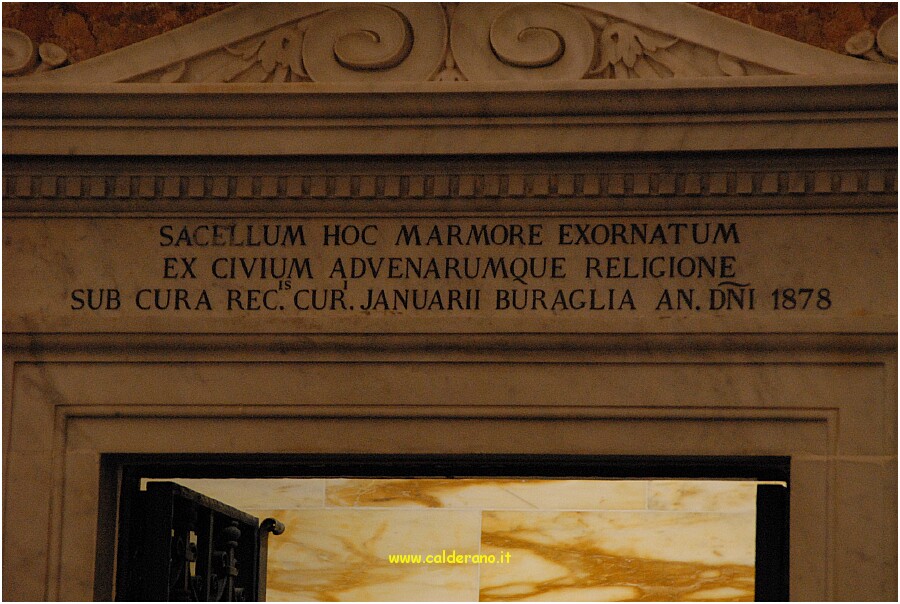 SACELLUM HOC MARMORE EXORNATUM
EX CIVIUM ADVENARUMQUE RELIGIONE
SUB CURA REC.IS CUR.I JANUARII BURAGLIA AN. DÑI 1878
www.calderano.it